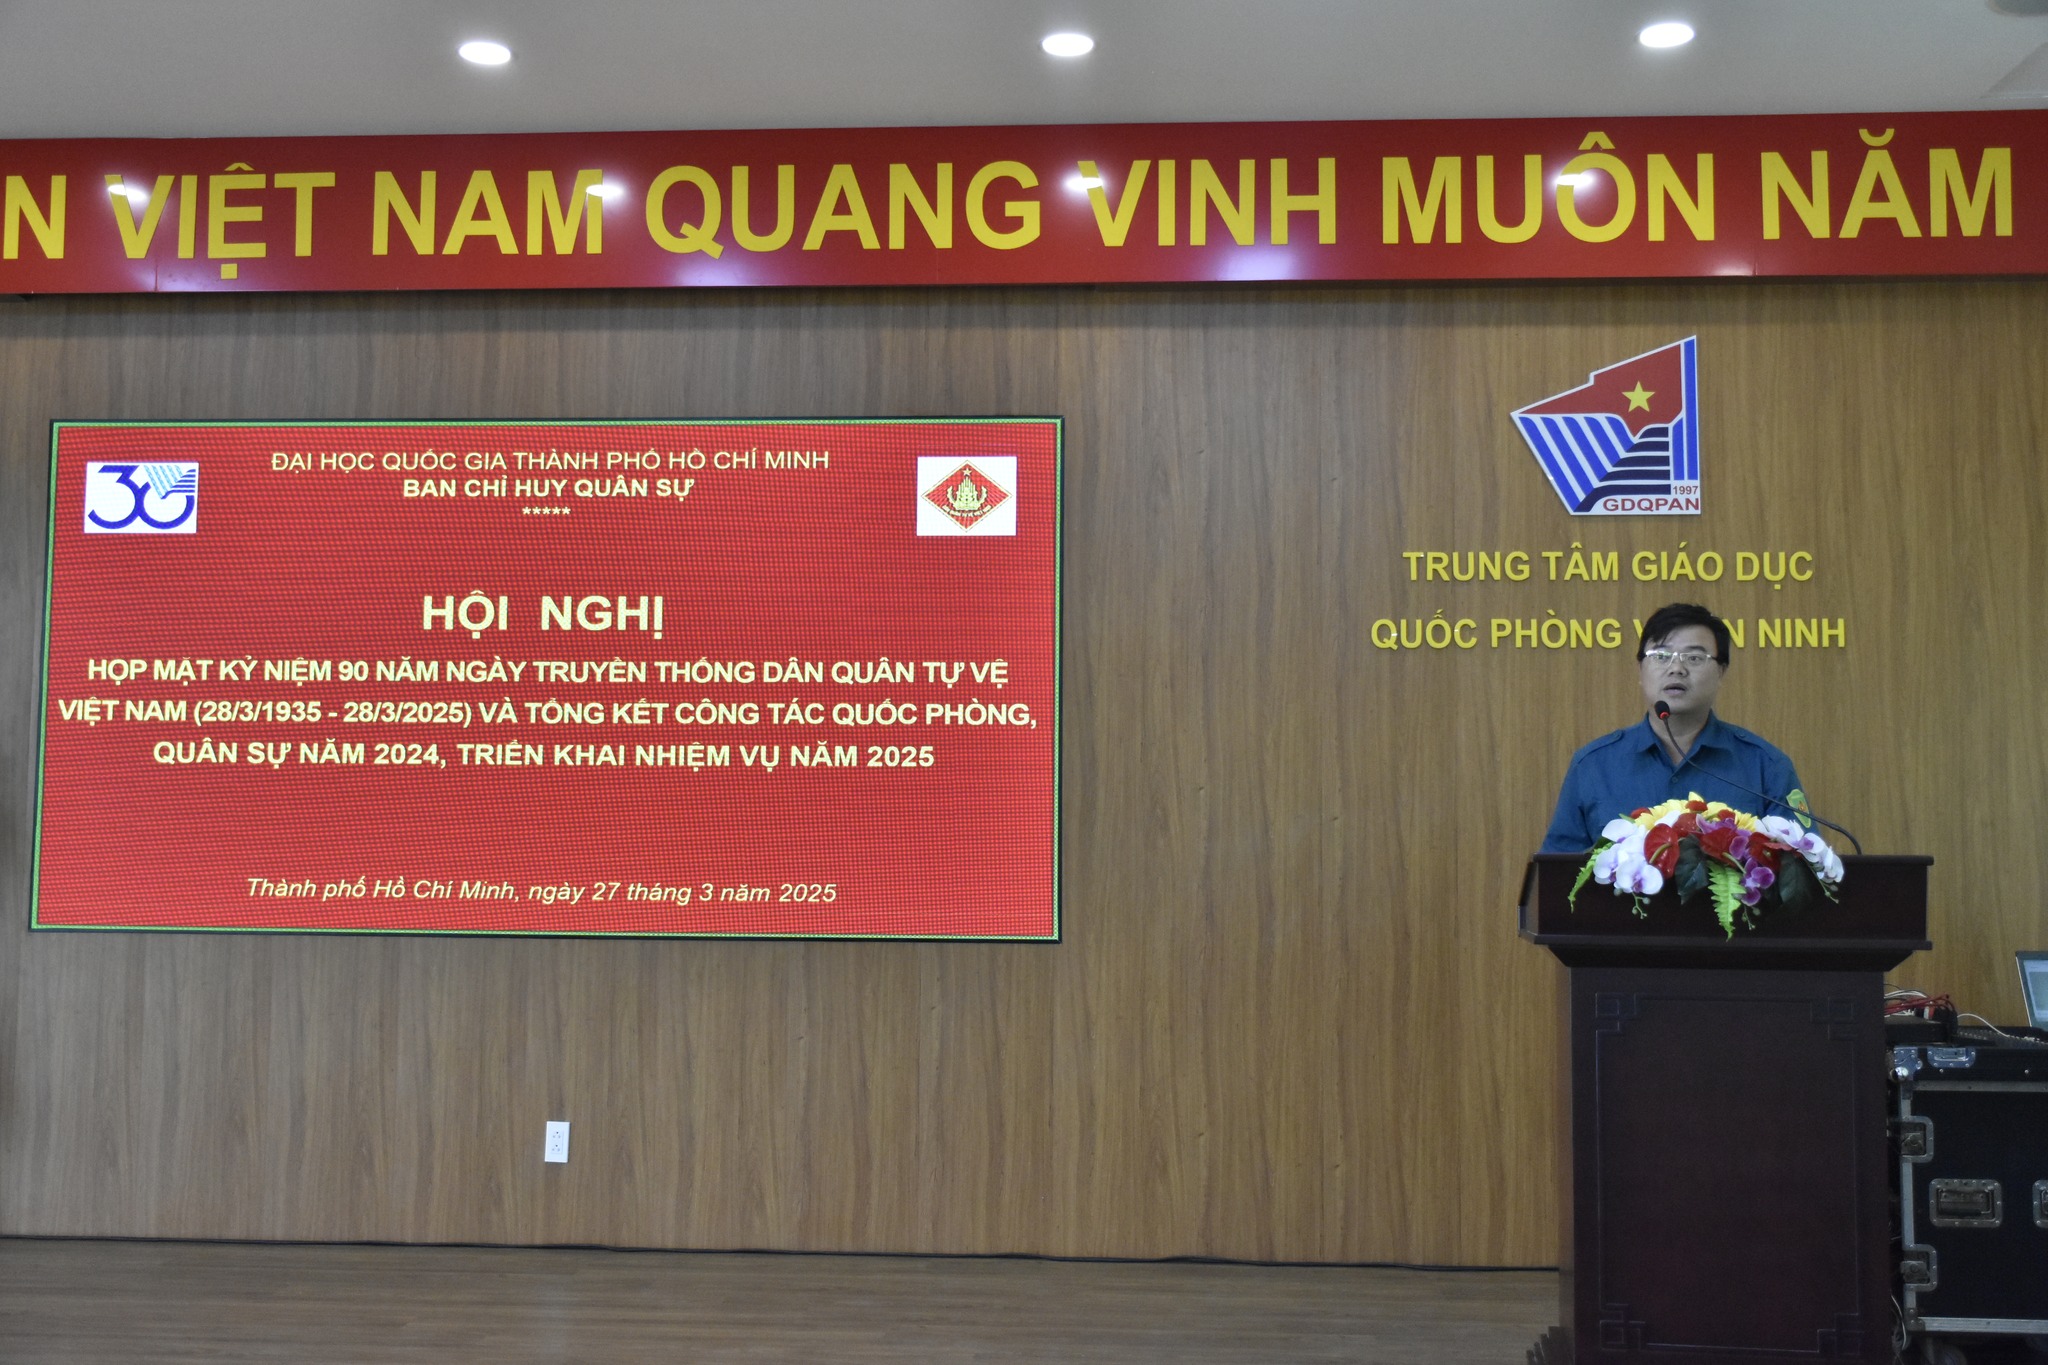 N VIỆT NAM QUANG VINH MUÔN NĂM
ĐẠI HỌC QUỐC GIA THÀNH PHỐ HỒ CHÍ MINH
BAN CHỈ HUY QUÂN SỰ
*****
30
HỘI NGHỊ
HỌP MẶT KỶ NIỆM 90 NĂM NGÀY TRUYỀN THỐNG DÂN QUÂN TỰ VỆ
VIỆT NAM (28/3/1935 - 28/3/2025) VÀ TỔNG KẾT CÔNG TÁC QUỐC PHÒNG,
QUÂN SỰ NĂM 2024, TRIỂN KHAI NHIỆM VỤ NĂM 2025
Thành phố Hồ Chí Minh, ngày 27 tháng 3 năm 2025
1997
GDQPAN
TRUNG TÂM GIÁO DỤC
QUỐC PHÒNG V N NINH